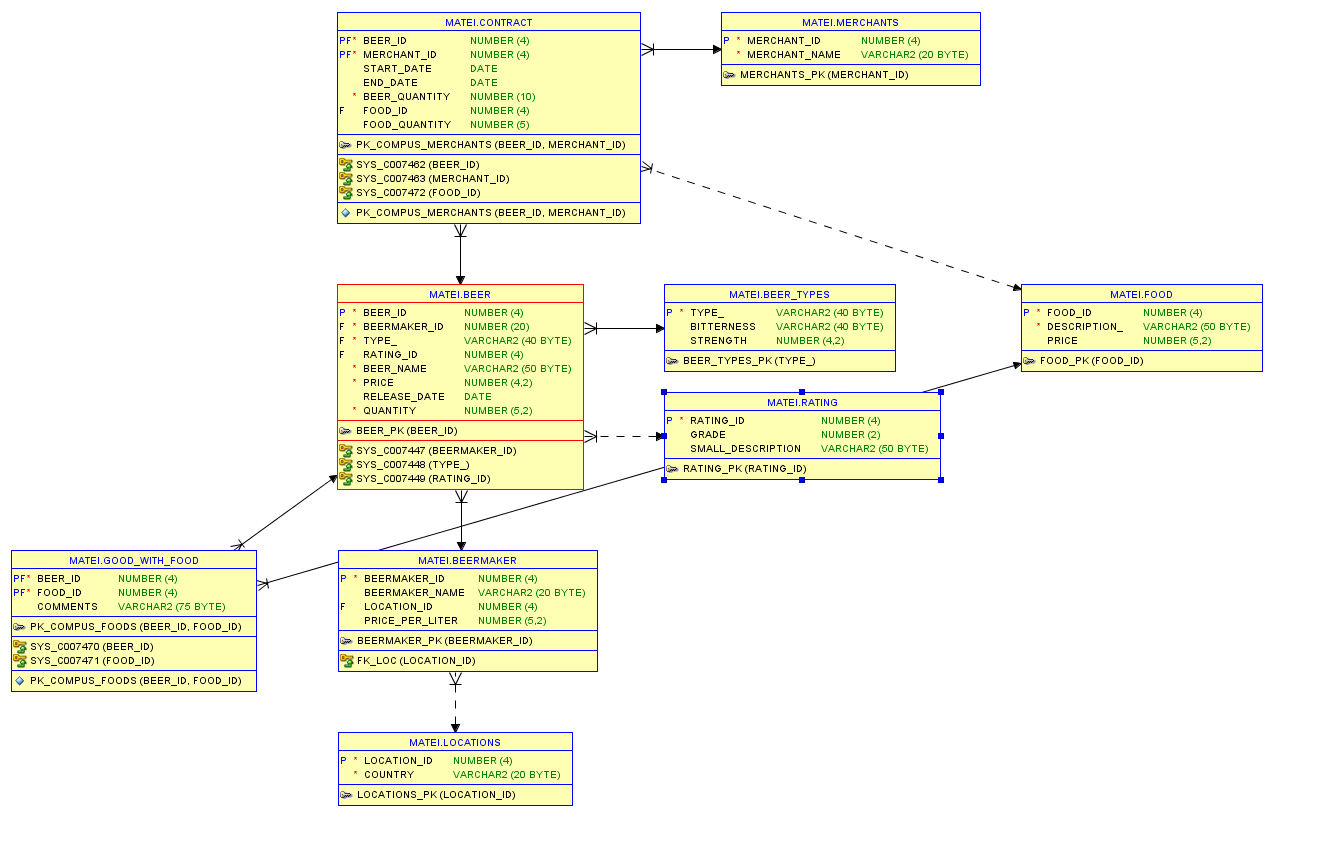 MATEI.CONTRACT
PF* BEER_ID NUMBER (4)
PF* MERCHANT_ID NUMBER (4)
START_DATE DATE
END_DATE DATE
* BEER_QUANTITY NUMBER (10)
F FOOD_ID NUMBER (4)
FOOD_QUANTITY NUMBER (5)
PK_COMPUS_MERCHANTS (BEER_ID, MERCHANT_ID)
SYS_C007462 (BEER_ID)
SYS_C007463 (MERCHANT_ID)
SYS_C007472 (FOOD_ID)
PK_COMPUS_MERCHANTS (BEER_ID, MERCHANT_ID)
MATEI.MERCHANTS
P * MERCHANT_ID NUMBER (4)
* MERCHANT_NAME VARCHAR2 (20 BYTE)
MERCHANTS_PK (MERCHANT_ID)
MATEI.BEER
P * BEER_ID NUMBER (4)
F * BEERMAKER_ID NUMBER (20)
F * TYPE_ VARCHAR2 (40 BYTE)
F RATING_ID NUMBER (4)
* BEER_NAME VARCHAR2 (50 BYTE)
* PRICE NUMBER (4,2)
RELEASE_DATE DATE
* QUANTITY NUMBER (5,2)
BEER_PK (BEER_ID)
SYS_C007447 (BEERMAKER_ID)
SYS_C007448 (TYPE_)
SYS_C007449 (RATING_ID)
MATEI.BEER_TYPES
P * TYPE_ VARCHAR2 (40 BYTE)
BITTERNESS VARCHAR2 (40 BYTE)
STRENGTH NUMBER (4,2)
BEER_TYPES_PK (TYPE_)
MATEI.FOOD
P * FOOD_ID NUMBER (4)
* DESCRIPTION_ VARCHAR2 (50 BYTE)
PRICE NUMBER (5,2)
FOOD_PK (FOOD_ID)
MATEI.RATING
P * RATING_ID NUMBER (4)
GRADE NUMBER (2)
SMALL_DESCRIPTION VARCHAR2 (50 BYTE)
RATING_PK (RATING_ID)
MATEI.GOOD_WITH_FOOD
PF* BEER_ID NUMBER (4)
PF* FOOD_ID NUMBER (4)
COMMENTS VARCHAR2 (75 BYTE)
PK_COMPUS_FOODS (BEER_ID, FOOD_ID)
SYS_C007470 (BEER_ID)
SYS_C007471 (FOOD_ID)
PK_COMPUS_FOODS (BEER_ID, FOOD_ID)
MATEI.BEERMAKER
P * BEERMAKER_ID NUMBER (4)
BEERMAKER_NAME VARCHAR2 (20 BYTE)
F LOCATION_ID NUMBER (4)
PRICE_PER_LITER NUMBER (5,2)
BEERMAKER_PK (BEERMAKER_ID)
FK_LOC (LOCATION_ID)
MATEI.LOCATIONS
P * LOCATION_ID NUMBER (4)
* COUNTRY VARCHAR2 (20 BYTE)
LOCATIONS_PK (LOCATION_ID)